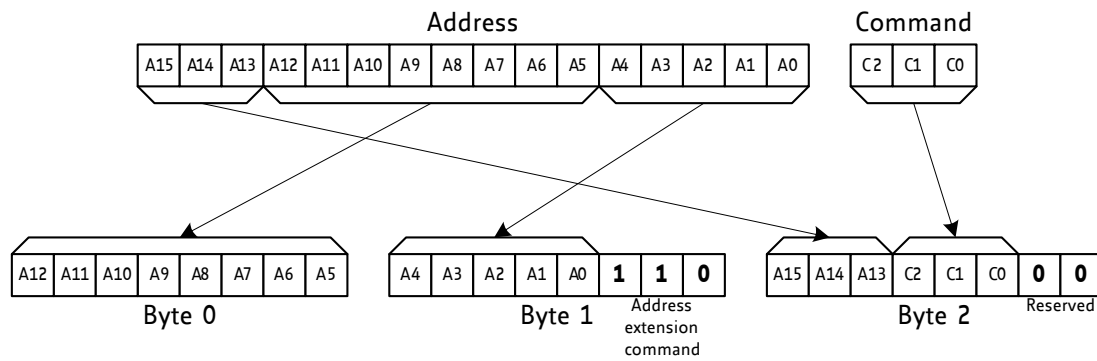 Address Command
A15 A14 A13 A12 A11 A10 A9 A8 A7 A6 A5 A4 A3 A2 A1 A0 C2 C1 C0
A12 A11 A10 A9 A8 A7 A6 A5 A4 A3 A2 A1 A0 1 1 0 A15 A14 A13 C2 C1 C0 0 0
Byte 0 Byte 1 Address Byte 2 Reserved
extension
command